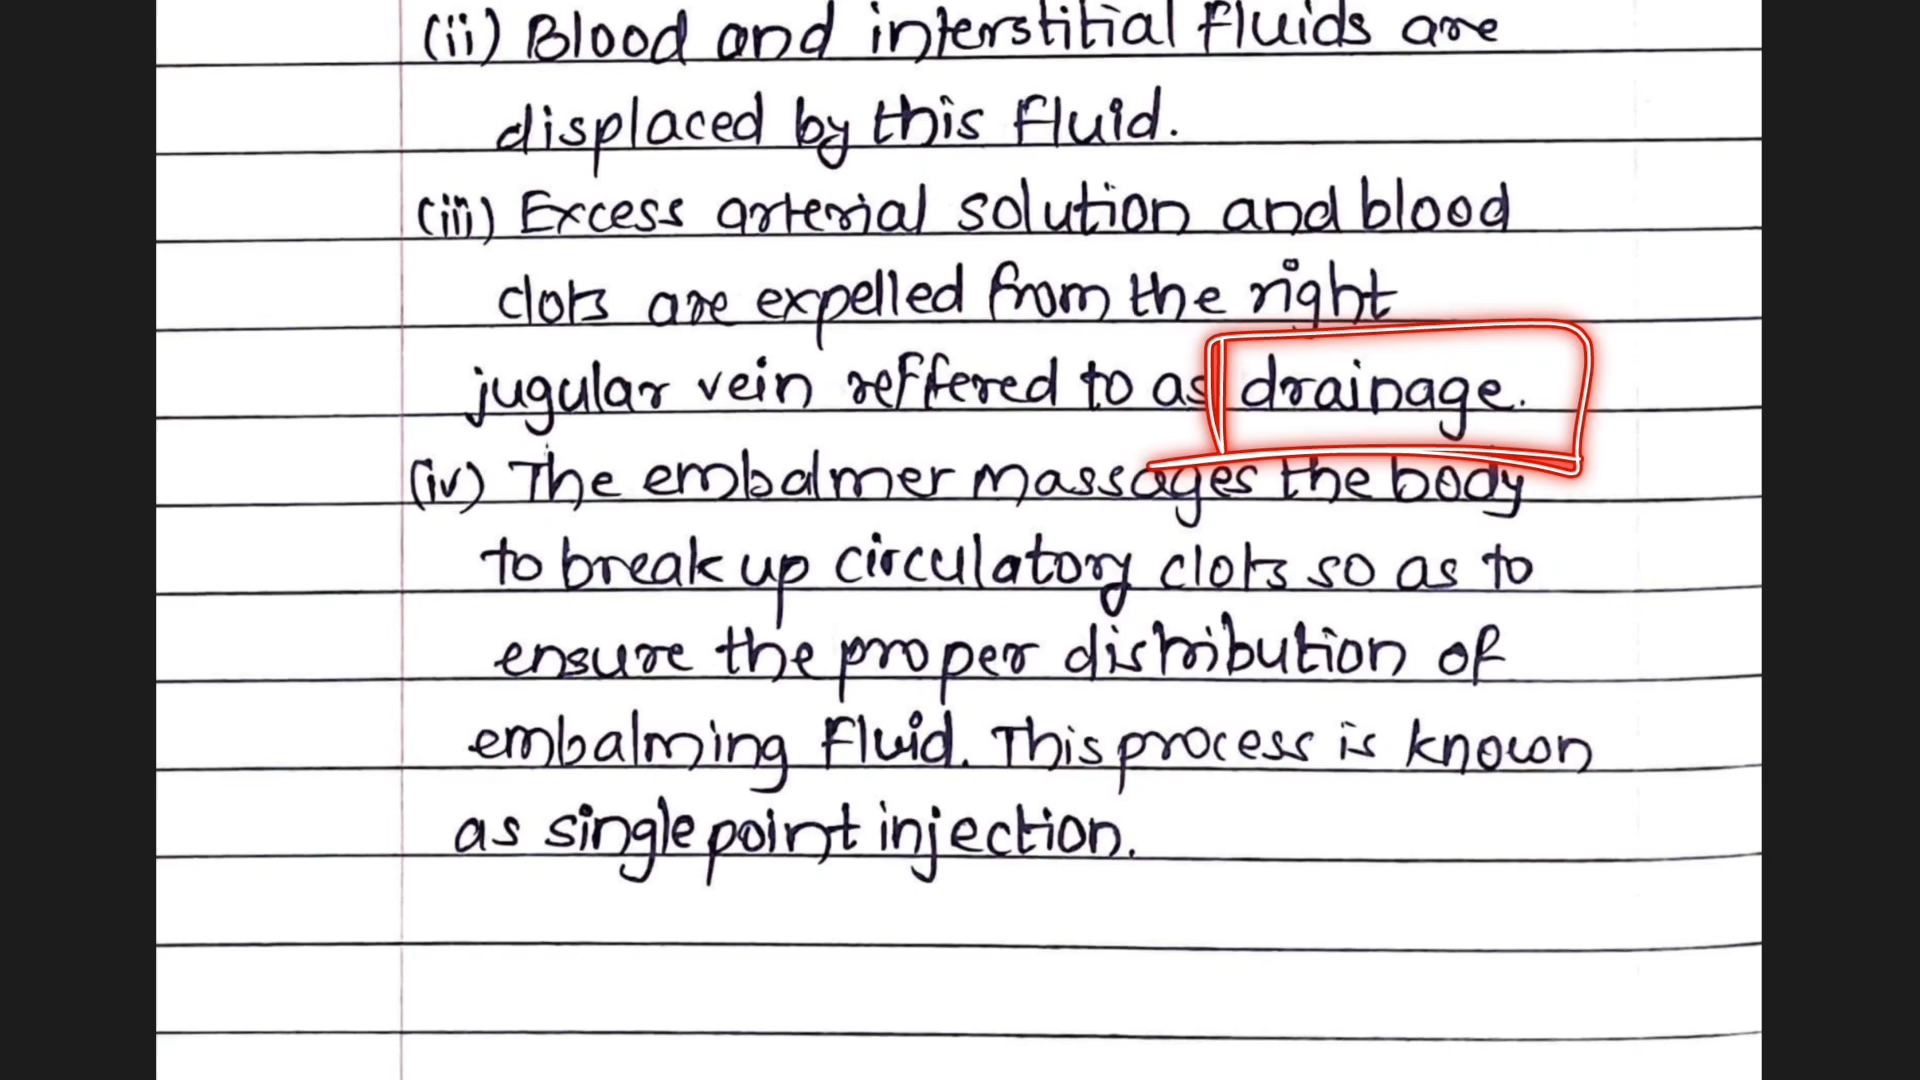 (ii) Blood and interstitial fluids are
displaced by this fluid.
(iii) Excess arterial solution and blood
clots are expelled from the right
jugular vein reffered to as drainage.
(iv) The embalmer massages the body
to break up circulatory clots so as to
ensure the proper distribution of
embalming fluid. This process is known
as single point injection.